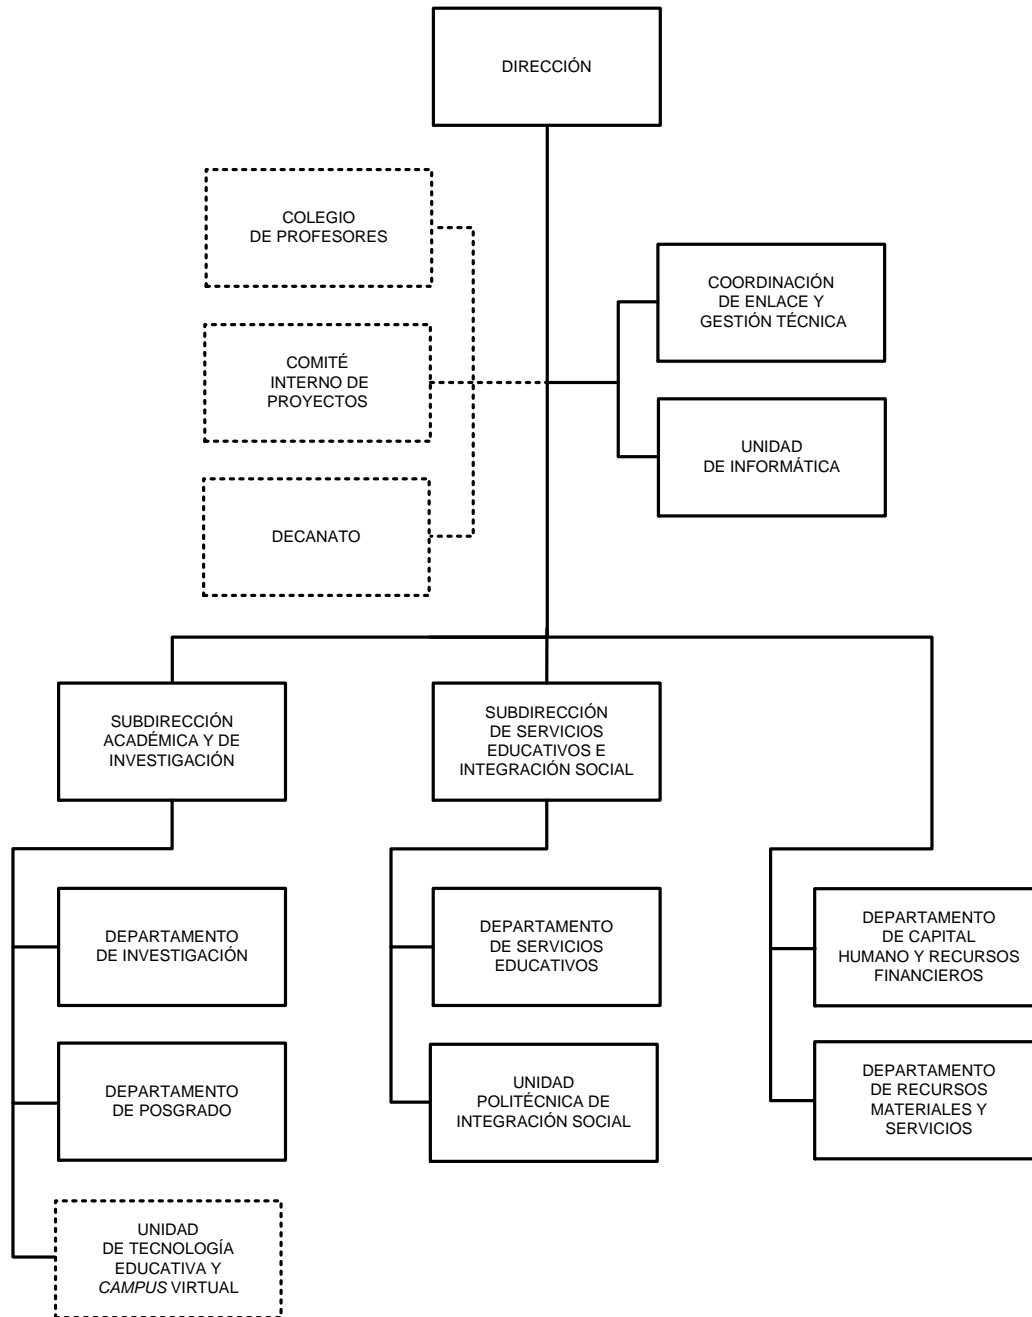 DIRECCIÓN
COLEGIO
DE PROFESORES
COORDINACIÓN
DE ENLACE Y
GESTIÓN TÉCNICA
COMITÉ
INTERNO DE
PROYECTOS
UNIDAD
DE INFORMÁTICA
DECANATO
SUBDIRECCIÓN
ACADÉMICA Y DE
INVESTIGACIÓN
SUBDIRECCIÓN
DE SERVICIOS
EDUCATIVOS E
INTEGRACIÓN SOCIAL
DEPARTAMENTO
DE INVESTIGACIÓN
DEPARTAMENTO
DE SERVICIOS
EDUCATIVOS
DEPARTAMENTO
DE CAPITAL
HUMANO Y RECURSOS
FINANCIEROS
DEPARTAMENTO
DE POSGRADO
UNIDAD
POLITÉCNICA DE
INTEGRACIÓN SOCIAL
DEPARTAMENTO
DE RECURSOS
MATERIALES Y
SERVICIOS
UNIDAD
DE TECNOLOGÍA
EDUCATIVA Y
CAMPUS VIRTUAL